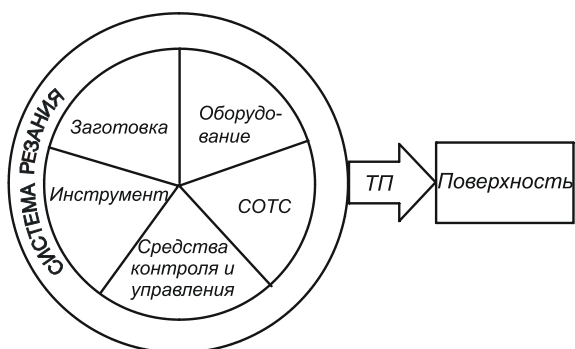 СИСТЕМА РЕЗАНИЯ
Заготовка
Оборудо-
вание
Инструмент
СОТС
Средства
контроля и
управления
ТП
Поверхность